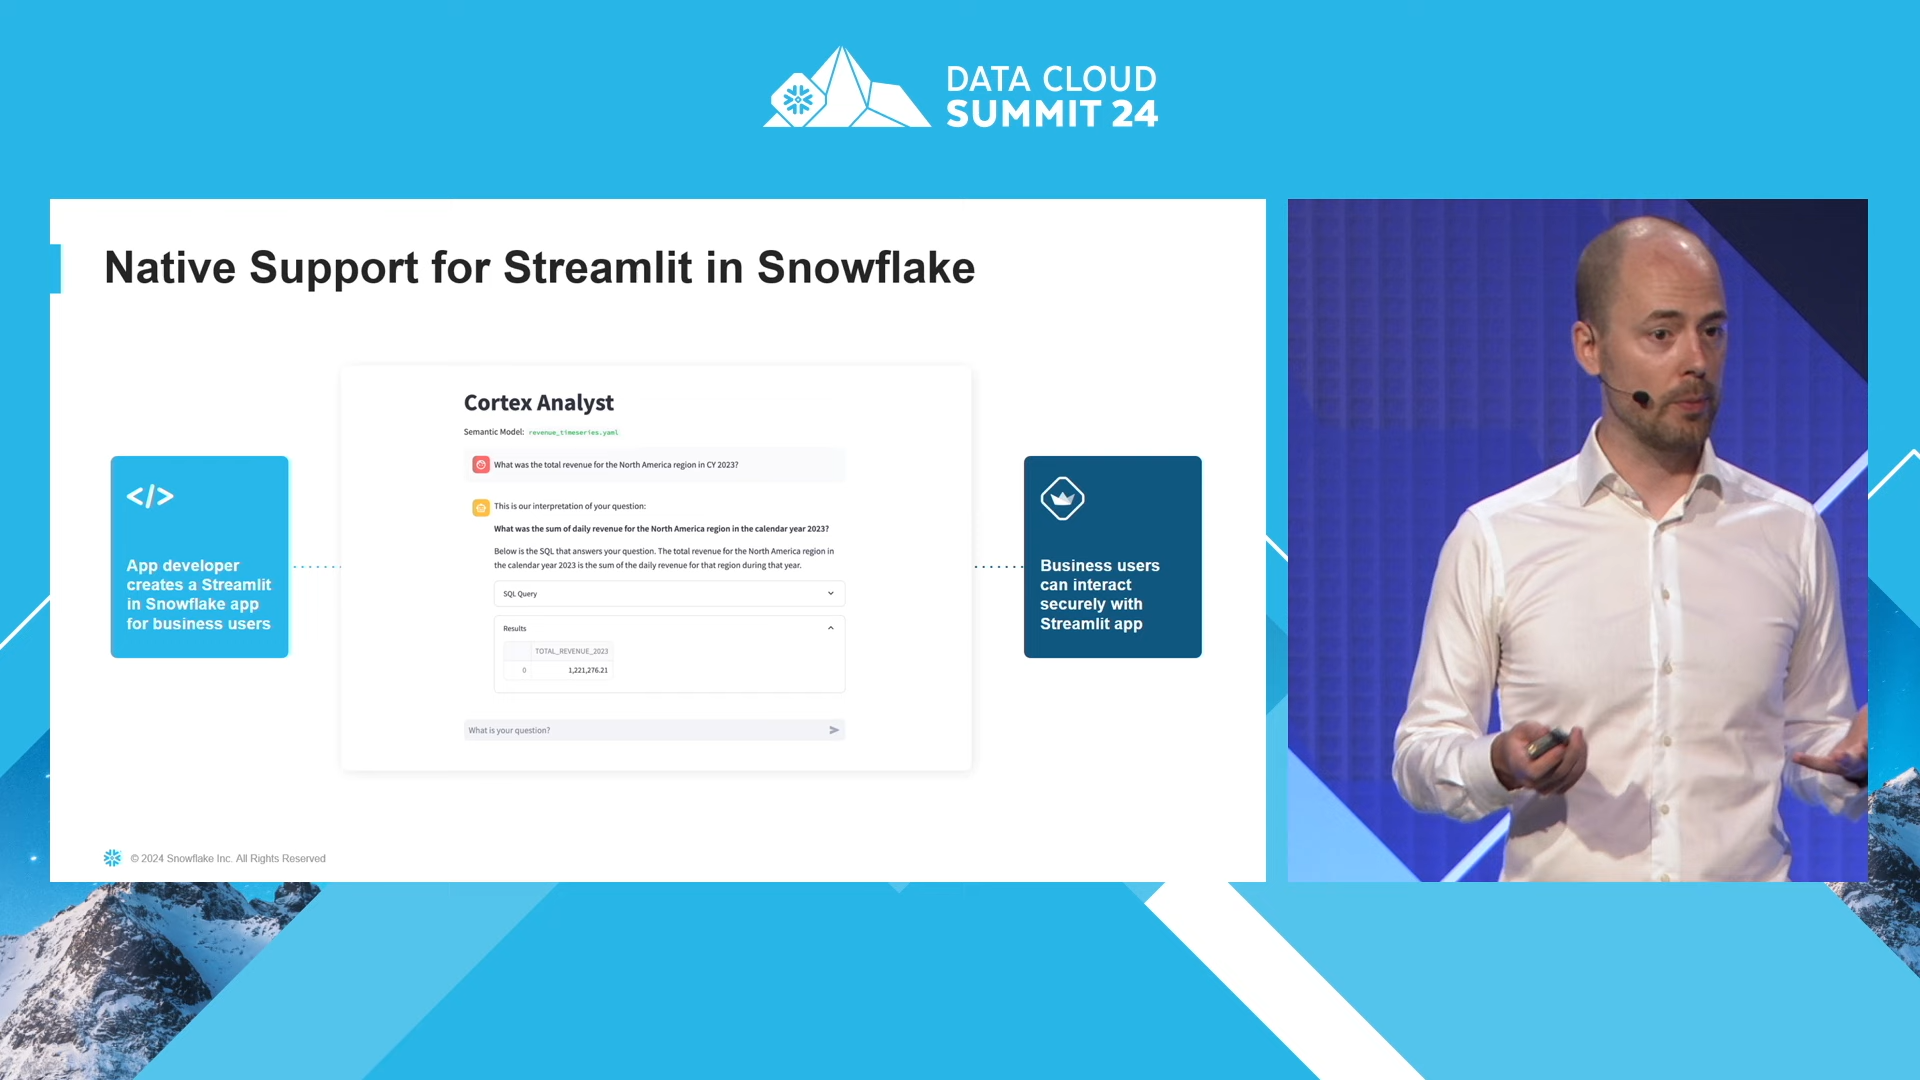 DATA CLOUD
SUMMIT 24
Native Support for Streamlit in Snowflake
</>
App developer
creates a Streamlit
in Snowflake app
for business users
Cortex Analyst
Semantic Model: revenue_timeseries.yaml
What was the total revenue for the North America region in CY 2023?
This is our interpretation of your question:
What was the sum of daily revenue for the North America region in the calendar year 2023?
Below is the SQL that answers your question. The total revenue for the North America region in
the calendar year 2023 is the sum of the daily revenue for that region during that year.
SQL Query
Results
TOTAL_REVENUE_2023
0 1,221,276.21
What is your question?
Business users
can interact
securely with
Streamlit app
© 2024 Snowflake Inc. All Rights Reserved